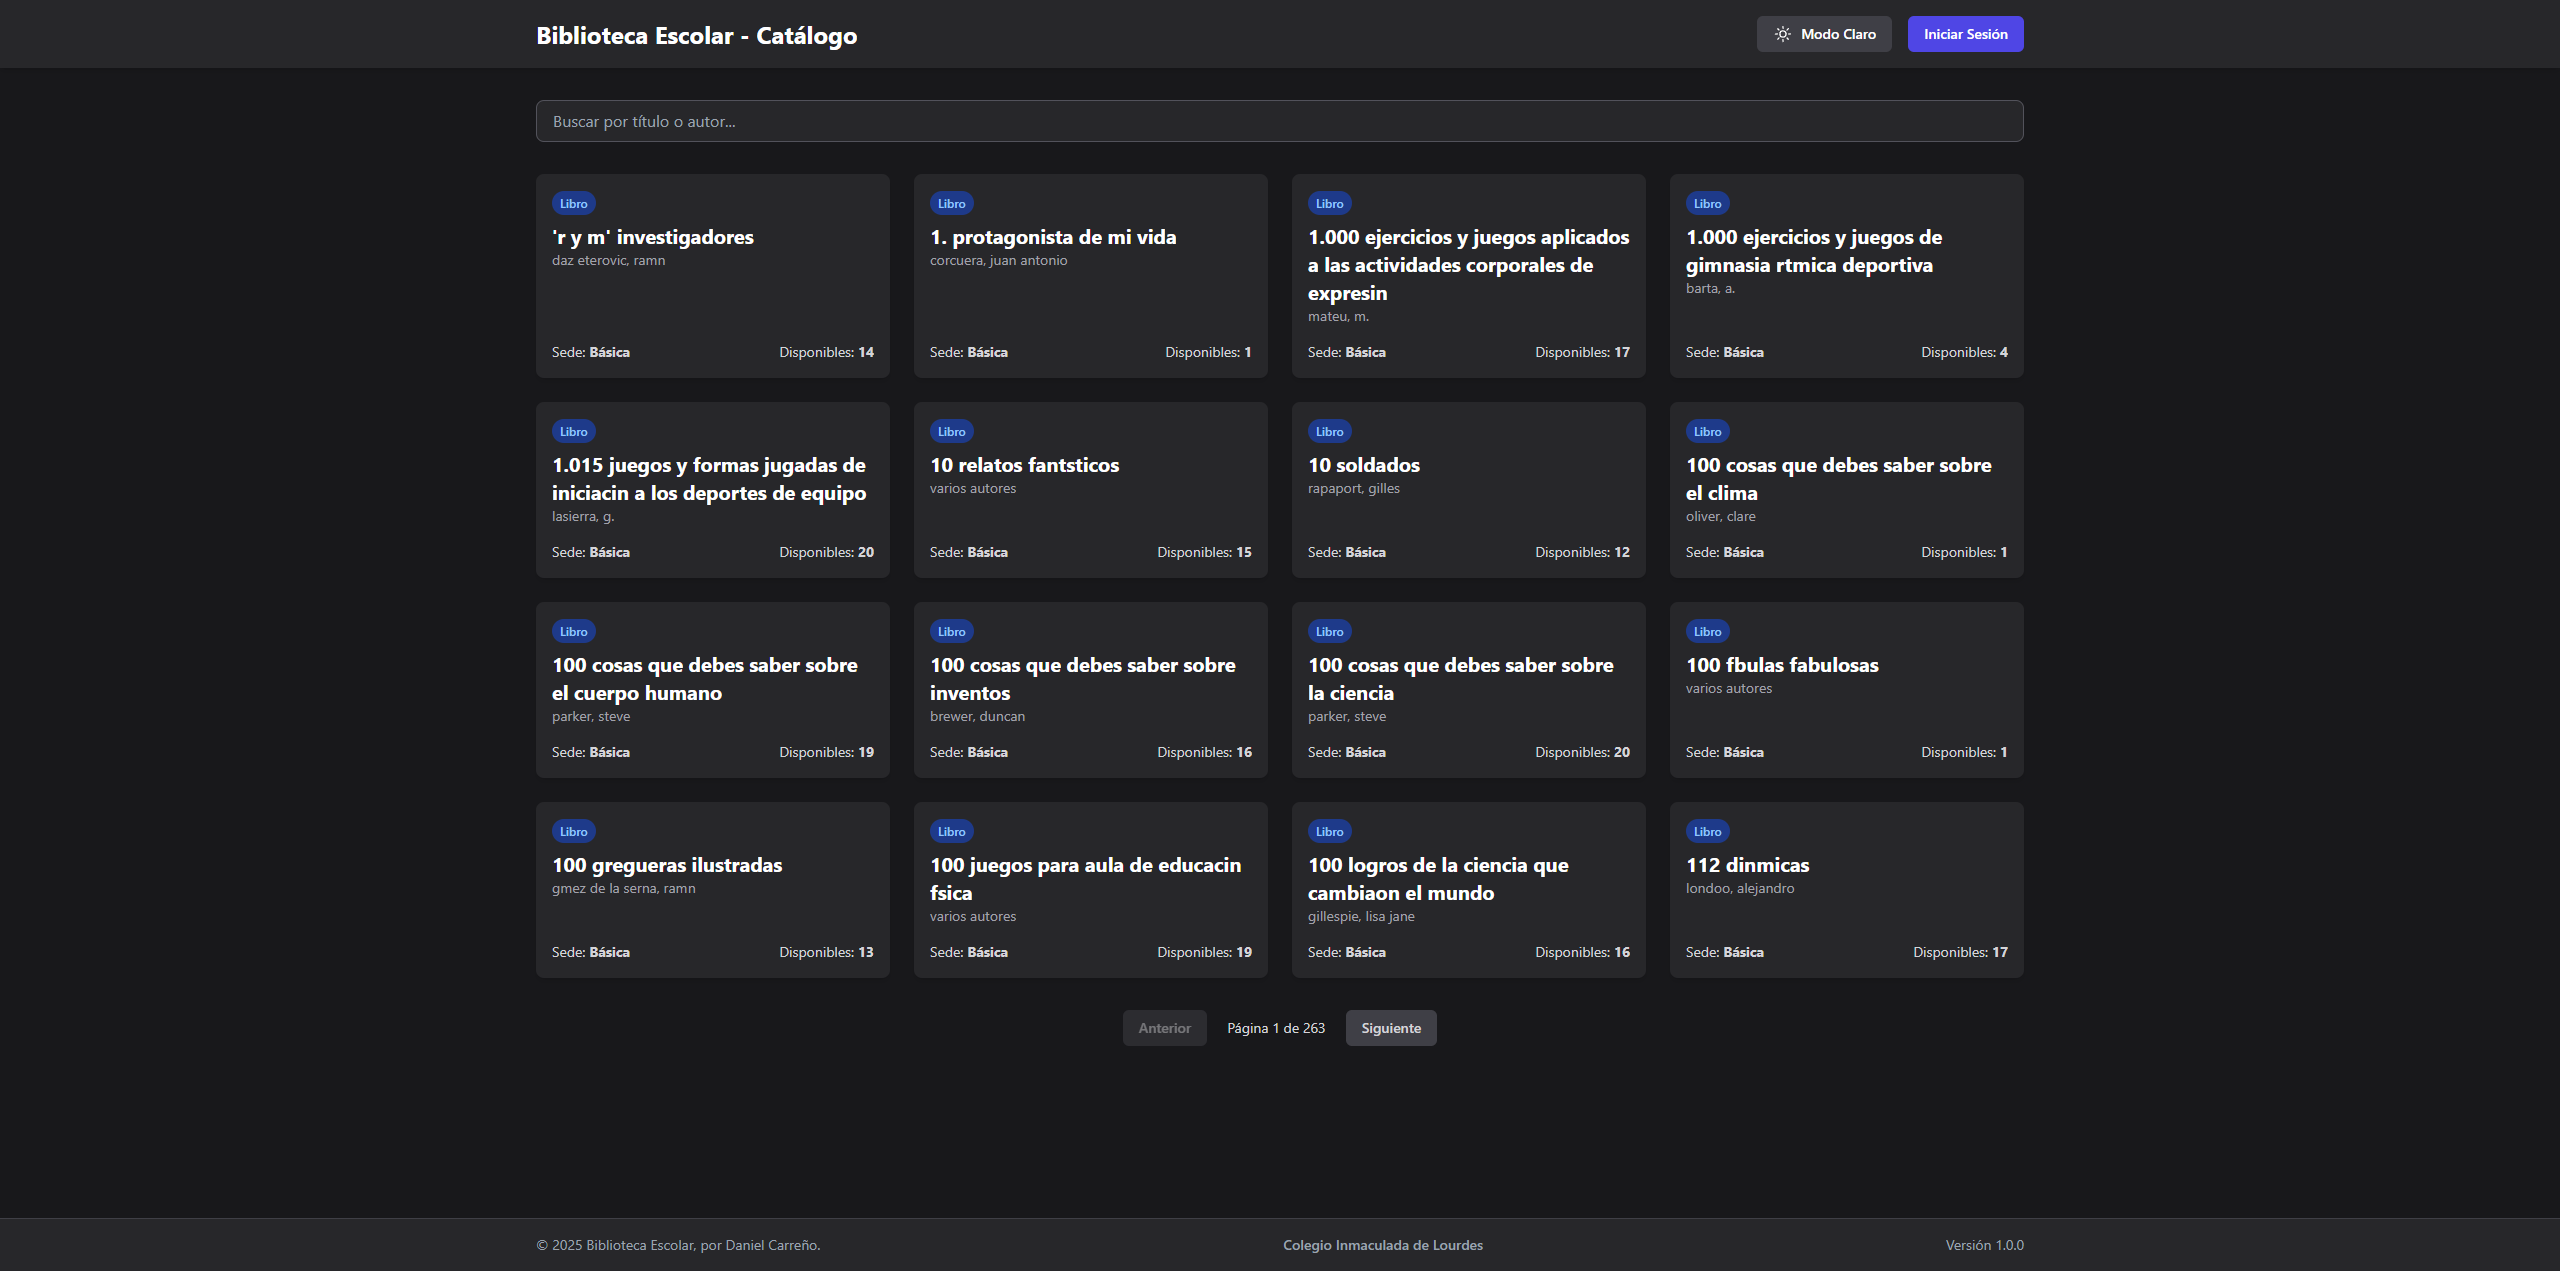 Biblioteca Escolar - Catálogo
Modo Claro
Iniciar Sesión
Buscar por título o autor...
Libro
'r y m' investigadores
daz eterovic, ramn
Sede: Básica
Disponibles: 14
Libro
1. protagonista de mi vida
corcuera, juan antonio
Sede: Básica
Disponibles: 1
Libro
1.000 ejercicios y juegos aplicados
a las actividades corporales de
expresin
mateu, m.
Sede: Básica
Disponibles: 17
Libro
1.000 ejercicios y juegos de
gimnasia rtmica deportiva
barta, a.
Sede: Básica
Disponibles: 4
Libro
1.015 juegos y formas jugadas de
iniciacin a los deportes de equipo
lasierra, g.
Sede: Básica
Disponibles: 20
Libro
10 relatos fantsticos
varios autores
Sede: Básica
Disponibles: 15
Libro
10 soldados
rapaport, gilles
Sede: Básica
Disponibles: 12
Libro
100 cosas que debes saber sobre
el clima
oliver, clare
Sede: Básica
Disponibles: 1
Libro
100 cosas que debes saber sobre
el cuerpo humano
parker, steve
Sede: Básica
Disponibles: 19
Libro
100 cosas que debes saber sobre
inventos
brewer, duncan
Sede: Básica
Disponibles: 16
Libro
100 cosas que debes saber sobre
la ciencia
parker, steve
Sede: Básica
Disponibles: 20
Libro
100 fbulas fabulosas
varios autores
Sede: Básica
Disponibles: 1
Libro
100 gregueras ilustradas
gmez de la serna, ramn
Sede: Básica
Disponibles: 13
Libro
100 juegos para aula de educacin
fsica
varios autores
Sede: Básica
Disponibles: 19
Libro
100 logros de la ciencia que
cambiaon el mundo
gillespie, lisa jane
Sede: Básica
Disponibles: 16
Libro
112 dinmicas
londoo, alejandro
Sede: Básica
Disponibles: 17
Anterior
Página 1 de 263
Siguiente
© 2025 Biblioteca Escolar, por Daniel Carreño.
Colegio Inmaculada de Lourdes
Versión 1.0.0